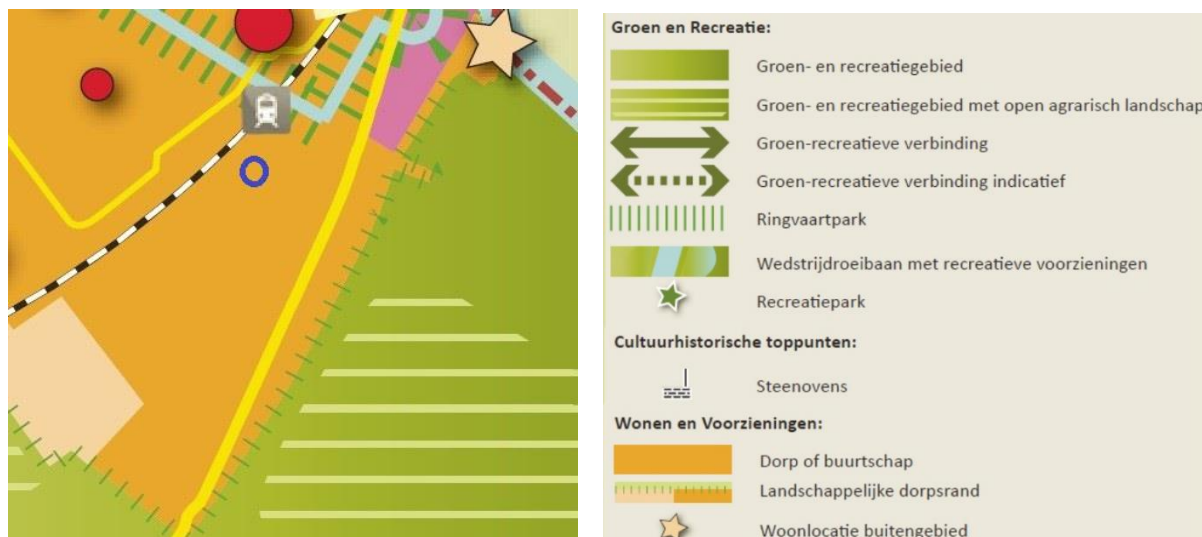 Groen en Recreatie:
Groen- en recreatiegebied
Groen- en recreatiegebied met open agrarisch landschap
Groen-recreatieve verbinding
Groen-recreatieve verbinding indicatief
Ringvaartpark
Wedstrijdroeibaan met recreatieve voorzieningen
Recreatiepark
Cultuurhistorische toppunten:
Steenovens
Wonen en Voorzieningen:
Dorp of buurtschap
Landschappelijke dorpsrand
Woonlocatie buitengebied